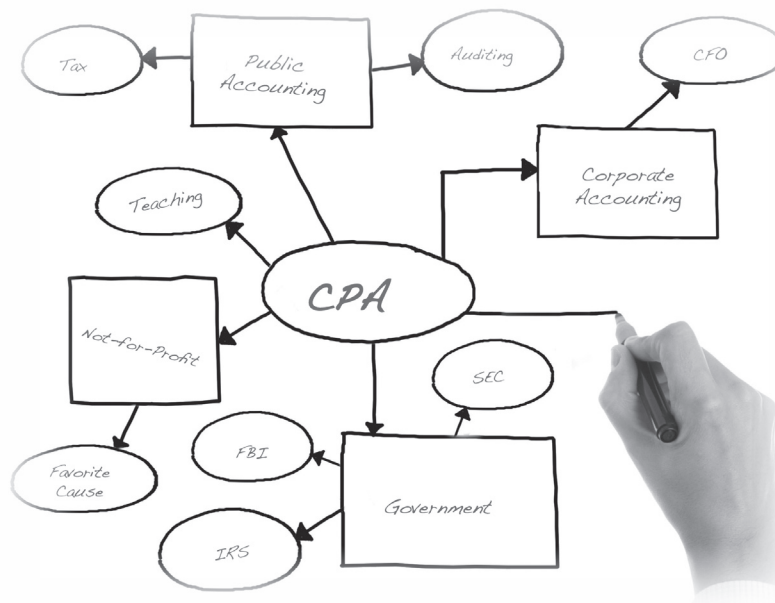 Tax
Public
Accounting
Auditing
CFO
Corporate
Accounting
Teaching
CPA
Not-for-Profit
SEC
Favorite
Cause
FBI
Government
IRS